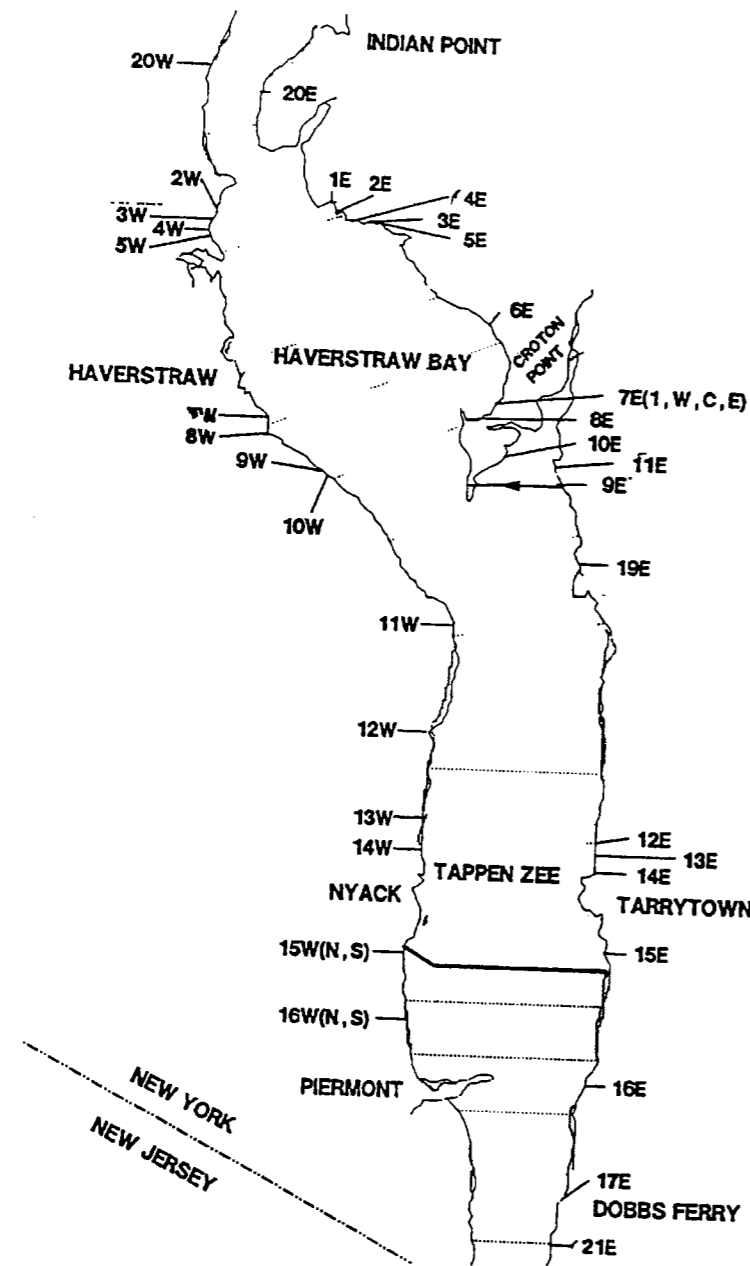 INDIAN POINT
20W
20E
2W
1E
2E
4E
3W
3E
4W
5W
5E
6E
CROTON
POINT
HAVERSTRAW BAY
HAVERSTRAW
7E(1, W, C, E)
8E
8W
10E
9W
11E
9E
10W
19E
11W
12W
13W
12E
14W
13E
TAPPEN ZEE
14E
NYACK
TARRYTOWN
15W(N, S)
15E
16W(N, S)
NEW YORK
PIERMONT
16E
NEW JERSEY
17E
DOBBS FERRY
21E